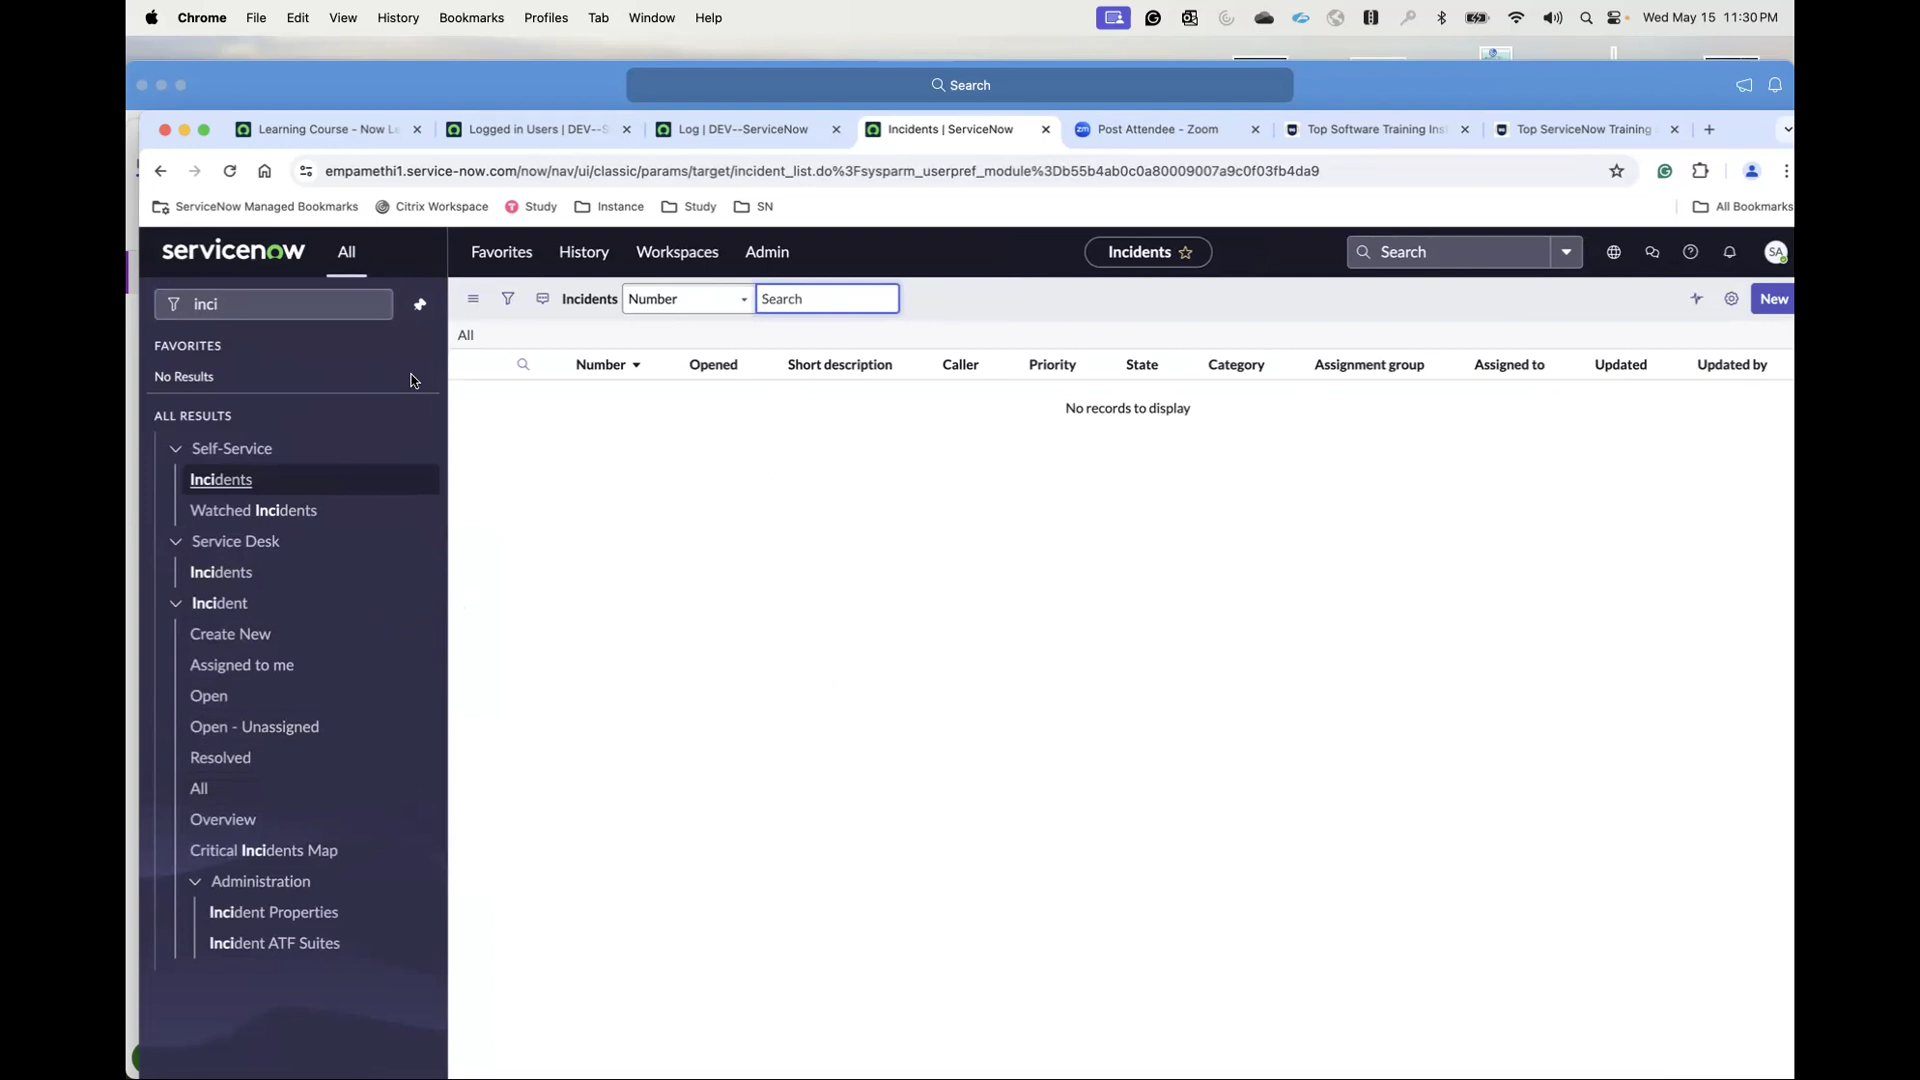 Chrome File Edit View History Bookmarks Profiles Tab Window Help Wed May 15 11:30 PM
Search
Learning Course - Now Le Logged in Users | DEV--S Log | DEV--ServiceNow Incidents | ServiceNow Post Attendee - Zoom Top Software Training Inst Top ServiceNow Training
empamethi1.service-now.com/now/nav/ui/classic/params/target/incident_list.do%3Fsysparm_userpref_module%3Db55b4ab0c0a80009007a9c0f03fb4da9
ServiceNow Managed Bookmarks Citrix Workspace Study Instance Study SN All Bookmarks
servicenow All Favorites History Workspaces Admin Incidents Search SA
inci
Incidents Number Search New
FAVORITES
No Results
All
Number Opened Short description Caller Priority State Category Assignment group Assigned to Updated Updated by
No records to display
ALL RESULTS
Self-Service
Incidents
Watched Incidents
Service Desk
Incidents
Incident
Create New
Assigned to me
Open
Open - Unassigned
Resolved
All
Overview
Critical Incidents Map
Administration
Incident Properties
Incident ATF Suites